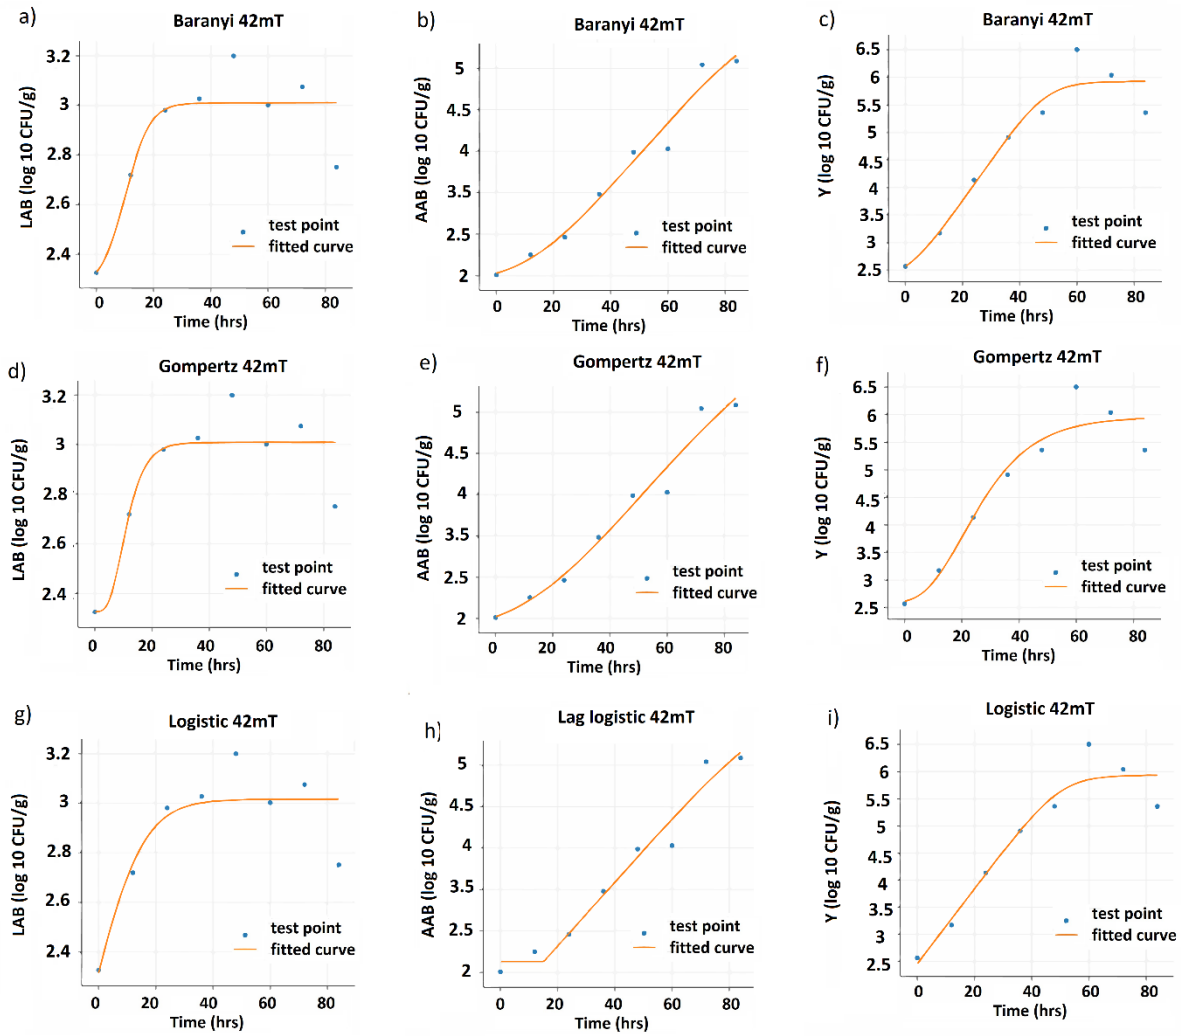 a)
Baranyi 42mT
LAB (log 10 CFU/g)
3.2
3
2.8
2.6
2.4
test point
fitted curve
0 20 40 60 80
Time (hrs)
b)
Baranyi 42mT
AAB (log 10 CFU/g)
5
4.5
4
3.5
2.5
2
test point
fitted curve
0 20 40 60 80
Time (hrs)
c)
Baranyi 42mT
Y (log 10 CFU/g)
6.5
6
5.5
5
4.5
4
3.5
3
2.5
test point
fitted curve
0 20 40 60 80
Time (hrs)
d)
Gompertz 42mT
LAB (log 10 CFU/g)
3.2
3
2.8
2.6
2.4
test point
fitted curve
0 20 40 60 80
Time (hrs)
e)
Gompertz 42mT
AAB (log 10 CFU/g)
5
4
3.5
2.5
2
test point
fitted curve
0 20 40 60 80
Time (hrs)
f)
Gompertz 42mT
Y (log 10 CFU/g)
6.5
6
5.5
5
4.5
4
3.5
3
2.5
test point
fitted curve
0 20 40 60 80
Time (hrs)
g)
Logistic 42mT
LAB (log 10 CFU/g)
3.2
3
2.8
2.6
2.4
test point
fitted curve
0 20 40 60 80
Time (hrs)
h)
Lag logistic 42mT
AAB (log 10 CFU/g)
5
4.5
4
3.5
2.5
2
test point
fitted curve
0 20 40 60 80
Time (hrs)
i)
Logistic 42mT
Y (log 10 CFU/g)
6.5
6
5.5
5
4.5
4
3.5
3
2.5
test point
fitted curve
0 20 40 60 80
Time (hrs)